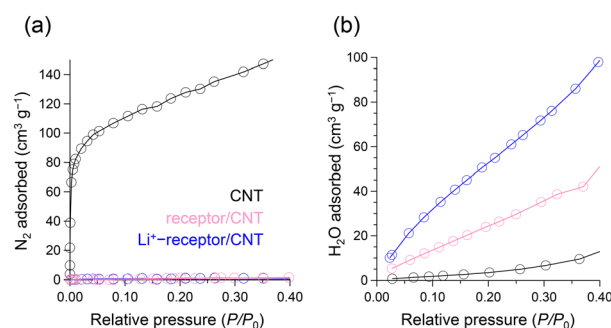 (a)
N₂ adsorbed (cm³ g⁻¹)
140
120
100
80
60
40
20
0
0.00
0.10
0.20
0.30
0.40
CNT
receptor/CNT
Li⁺−receptor/CNT
Relative pressure (P/P₀)
(b)
H₂O adsorbed (cm³ g⁻¹)
100
80
60
40
20
0
0.00
0.10
0.20
0.30
0.40
Relative pressure (P/P₀)